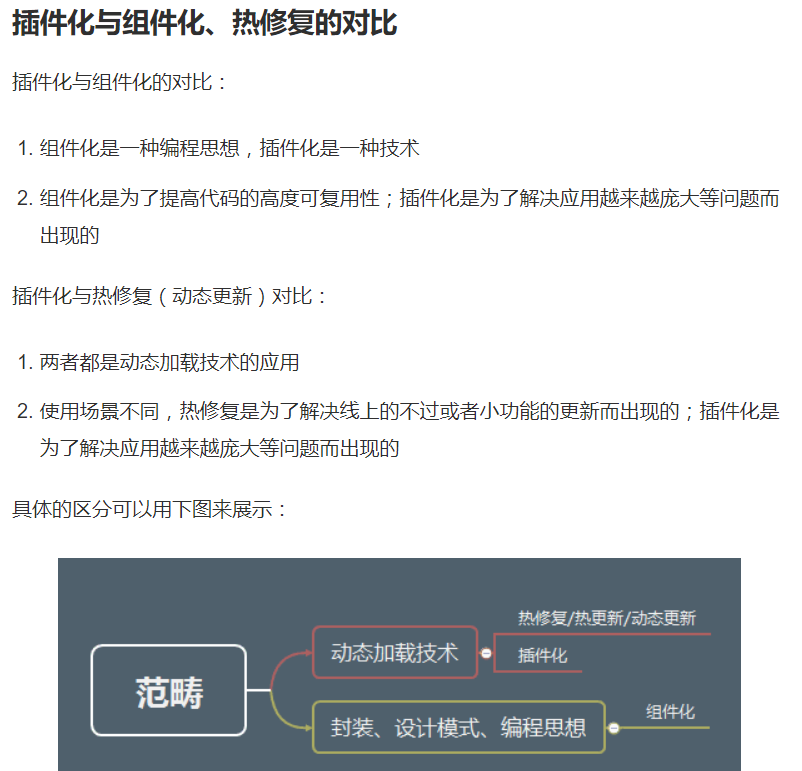 插件化与组件化、热修复的对比
插件化与组件化的对比：
1. 组件化是一种编程思想，插件化是一种技术
2. 组件化是为了提高代码的高度可复用性；插件化是为了解决应用越来越庞大等问题而
出现的
插件化与热修复（动态更新）对比：
1. 两者都是动态加载技术的应用
2. 使用场景不同，热修复是为了解决线上的不过或者小功能的更新而出现的；插件化是
为了解决应用越来越庞大等问题而出现的
具体的区分可以用下图来展示：
热修复/热更新/动态更新
动态加载技术
插件化
范畴
组件化
封装、设计模式、编程思想